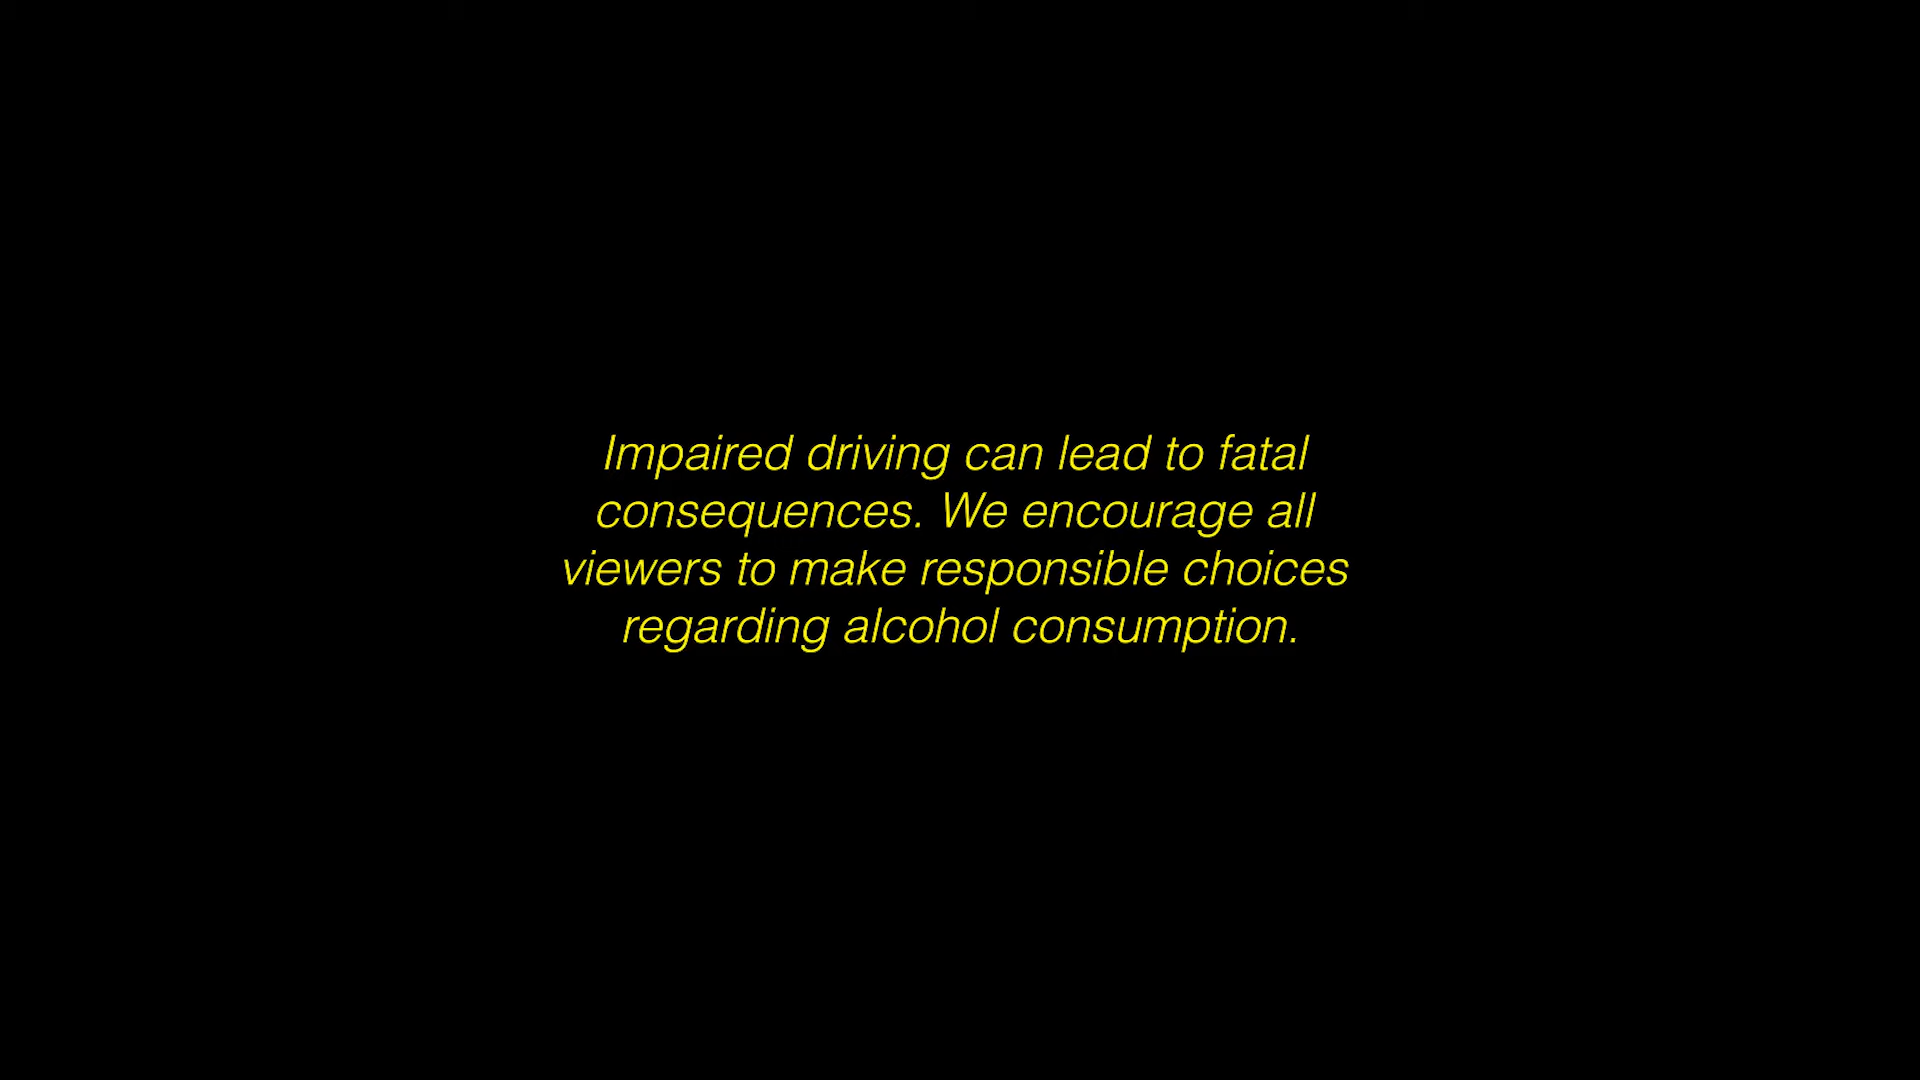 Impaired driving can lead to fatal
consequences. We encourage all
viewers to make responsible choices
regarding alcohol consumption.